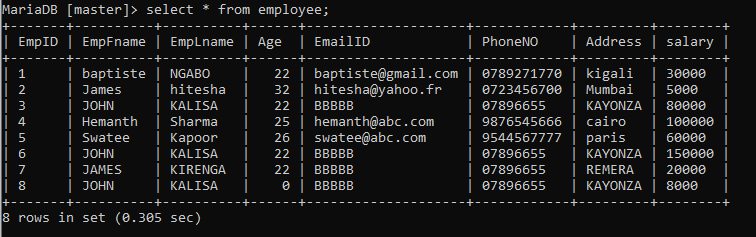 MariaDB [master]> select * from employee;
+-------+----------+----------+------+--------------------+------------+---------+--------+
| EmpID | EmpFname | EmpLname | Age  | EmailID            | PhoneNO    | Address | salary |
+-------+----------+----------+------+--------------------+------------+---------+--------+
| 1     | baptiste | NGABO    |   22 | baptiste@gmail.com | 0789271770 | kigali  | 30000  |
| 2     | James    | hitesha  |   32 | hitesha@yahoo.fr   | 0723456700 | Mumbai  | 5000   |
| 3     | JOHN     | KALISA   |   22 | BBBBB              | 07896655   | KAYONZA | 80000  |
| 4     | Hemanth  | Sharma   |   25 | hemanth@abc.com    | 9876545666 | cairo   | 100000 |
| 5     | Swatee   | Kapoor   |   26 | swatee@abc.com     | 9544567777 | paris   | 60000  |
| 6     | JOHN     | KALISA   |   22 | BBBBB              | 07896655   | KAYONZA | 150000 |
| 7     | JAMES    | KIRENGA  |   22 | BBBBB              | 07896655   | REMERA  | 20000  |
| 8     | JOHN     | KALISA   |    0 | BBBBB              | 07896655   | KAYONZA | 8000   |
+-------+----------+----------+------+--------------------+------------+---------+--------+
8 rows in set (0.305 sec)